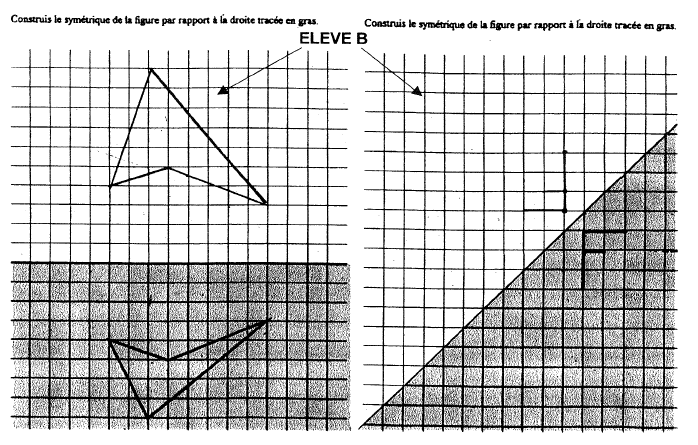 Construis le symétrique de la figure par rapport à la droite tracée en gras.
Construis le symétrique de la figure par rapport à la droite tracée en gras.
ELEVE B